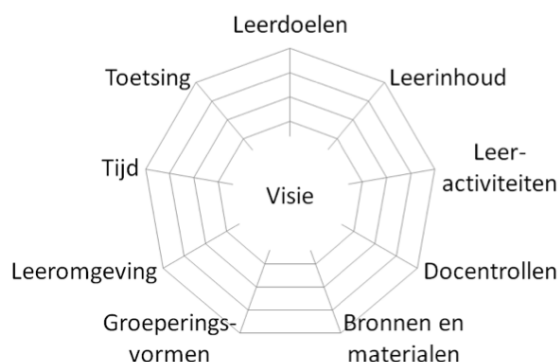 Leerdoelen
Toetsing
Leerinhoud
Tijd
Leer-
activiteiten
Visie
Leeromgeving
Docentrollen
Groeperings-
vormen
Bronnen en
materialen